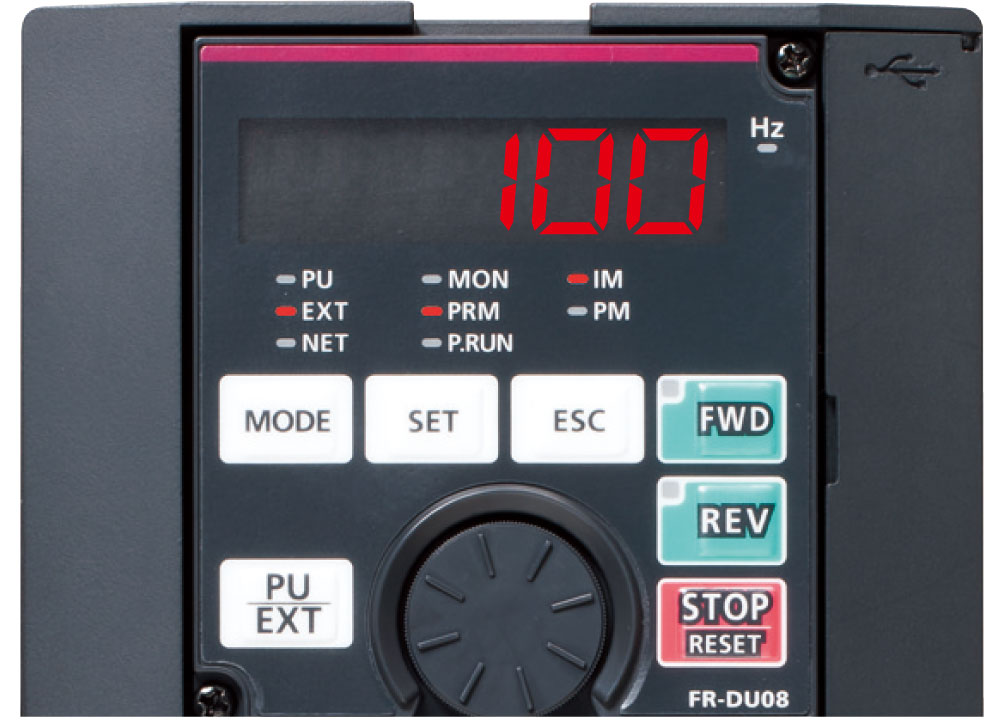 100
Hz
PU
MON
IM
EXT
PRM
PM
NET
P.RUN
MODE
SET
ESC
FWD
REV
PU
EXT
STOP
RESET
FR-DU08